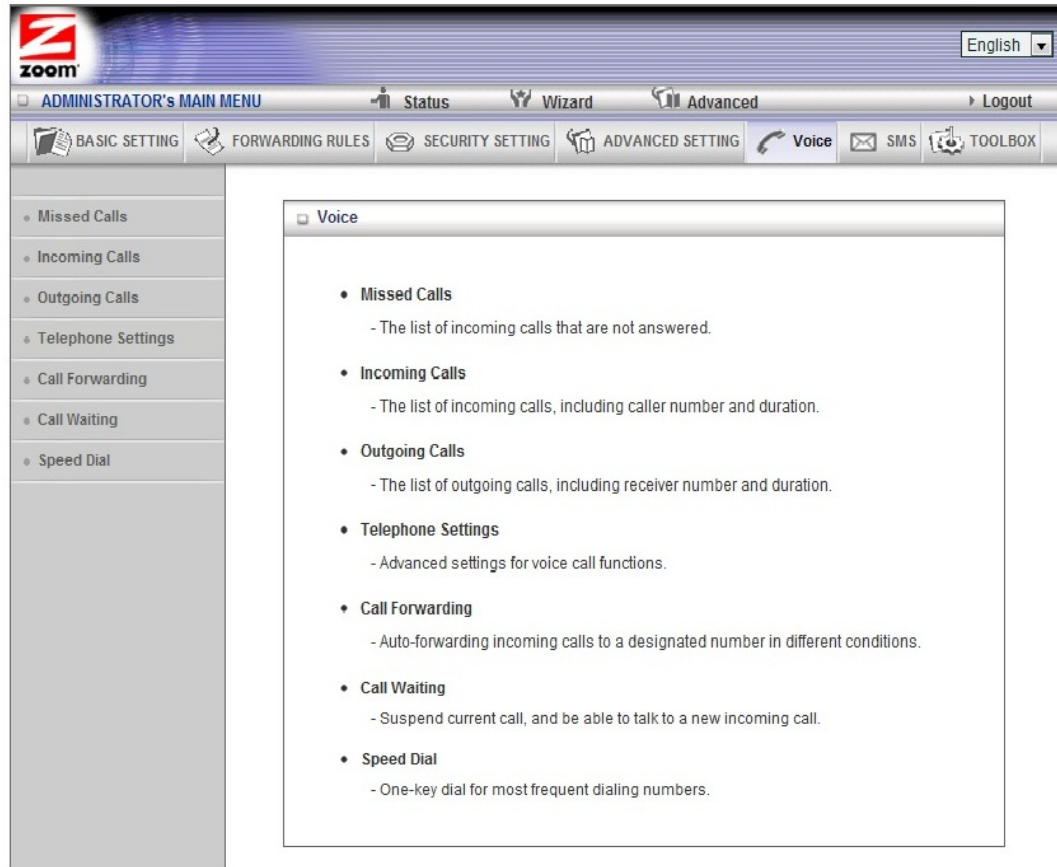 zoom
English
ADMINISTRATOR's MAIN MENU Status Wizard Advanced Logout
BASIC SETTING FORWARDING RULES SECURITY SETTING ADVANCED SETTING Voice SMS TOOLBOX
Missed Calls
Incoming Calls
Outgoing Calls
Telephone Settings
Call Forwarding
Call Waiting
Speed Dial
Voice
• Missed Calls
- The list of incoming calls that are not answered.
• Incoming Calls
- The list of incoming calls, including caller number and duration.
• Outgoing Calls
- The list of outgoing calls, including receiver number and duration.
• Telephone Settings
- Advanced settings for voice call functions.
• Call Forwarding
- Auto-forwarding incoming calls to a designated number in different conditions.
• Call Waiting
- Suspend current call, and be able to talk to a new incoming call.
• Speed Dial
- One-key dial for most frequent dialing numbers.